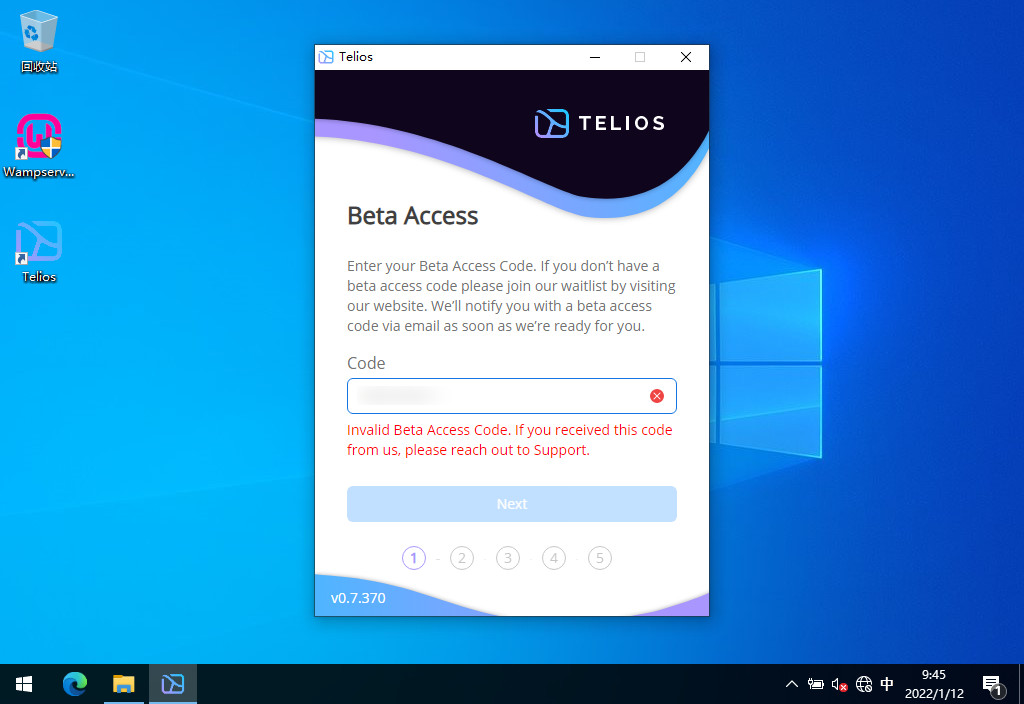 回收站
Wampserv...
Telios
Telios
TELIOS
Beta Access
Enter your Beta Access Code. If you don’t have a
beta access code please join our waitlist by visiting
our website. We’ll notify you with a beta access
code via email as soon as we’re ready for you.
Code
Invalid Beta Access Code. If you received this code
from us, please reach out to Support.
Next
1 - 2 - 3 - 4 - 5
v0.7.370
中
9:45
2022/1/12
1